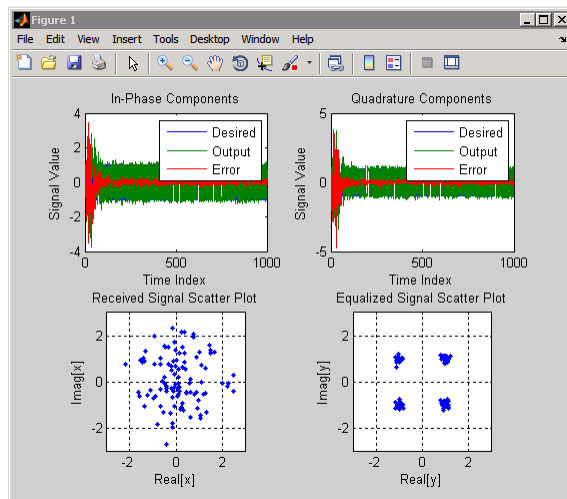 Figure 1
File Edit View Insert Tools Desktop Window Help
In-Phase Components
Signal Value
4
2
0
-2
-4
Desired
Output
Error
0 500 1000
Time Index
Quadrature Components
Signal Value
5
0
-5
Desired
Output
Error
0 500 1000
Time Index
Received Signal Scatter Plot
Imag[x]
2
0
-2
-2 0 2
Real[x]
Equalized Signal Scatter Plot
Imag[y]
2
0
-2
-2 0 2
Real[y]